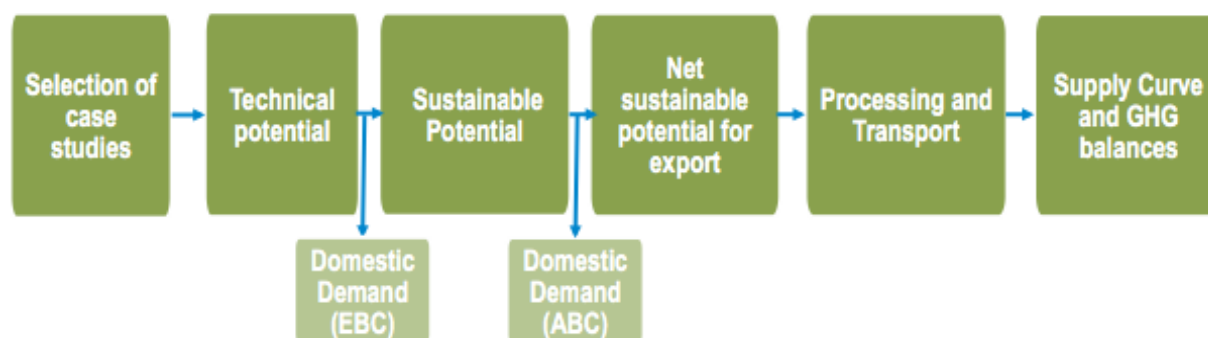 Selection of
case
studies
Technical
potential
Sustainable
Potential
Net
sustainable
potential for
export
Processing and
Transport
Supply Curve
and GHG
balances
Domestic
Demand
(EBC)
Domestic
Demand
(ABC)